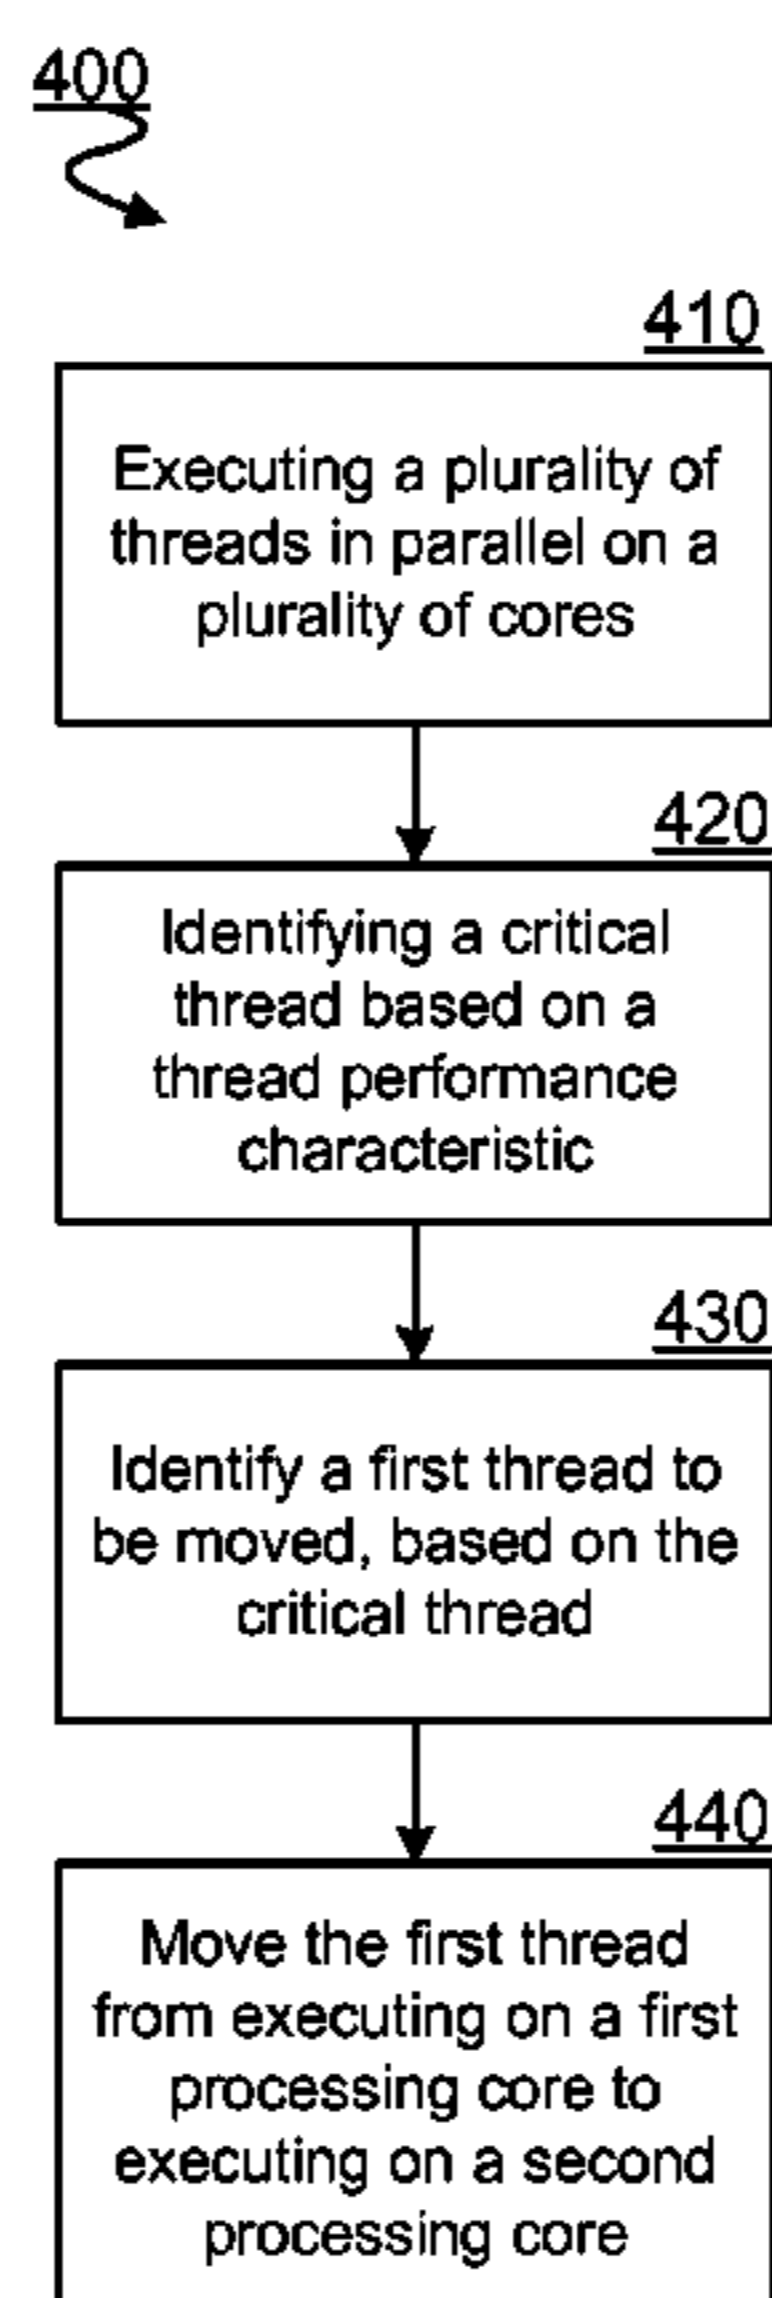 400
410
Executing a plurality of
threads in parallel on a
plurality of cores
420
Identifying a critical
thread based on a
thread performance
characteristic
430
Identify a first thread to
be moved, based on the
critical thread
440
Move the first thread
from executing on a first
processing core to
executing on a second
processing core